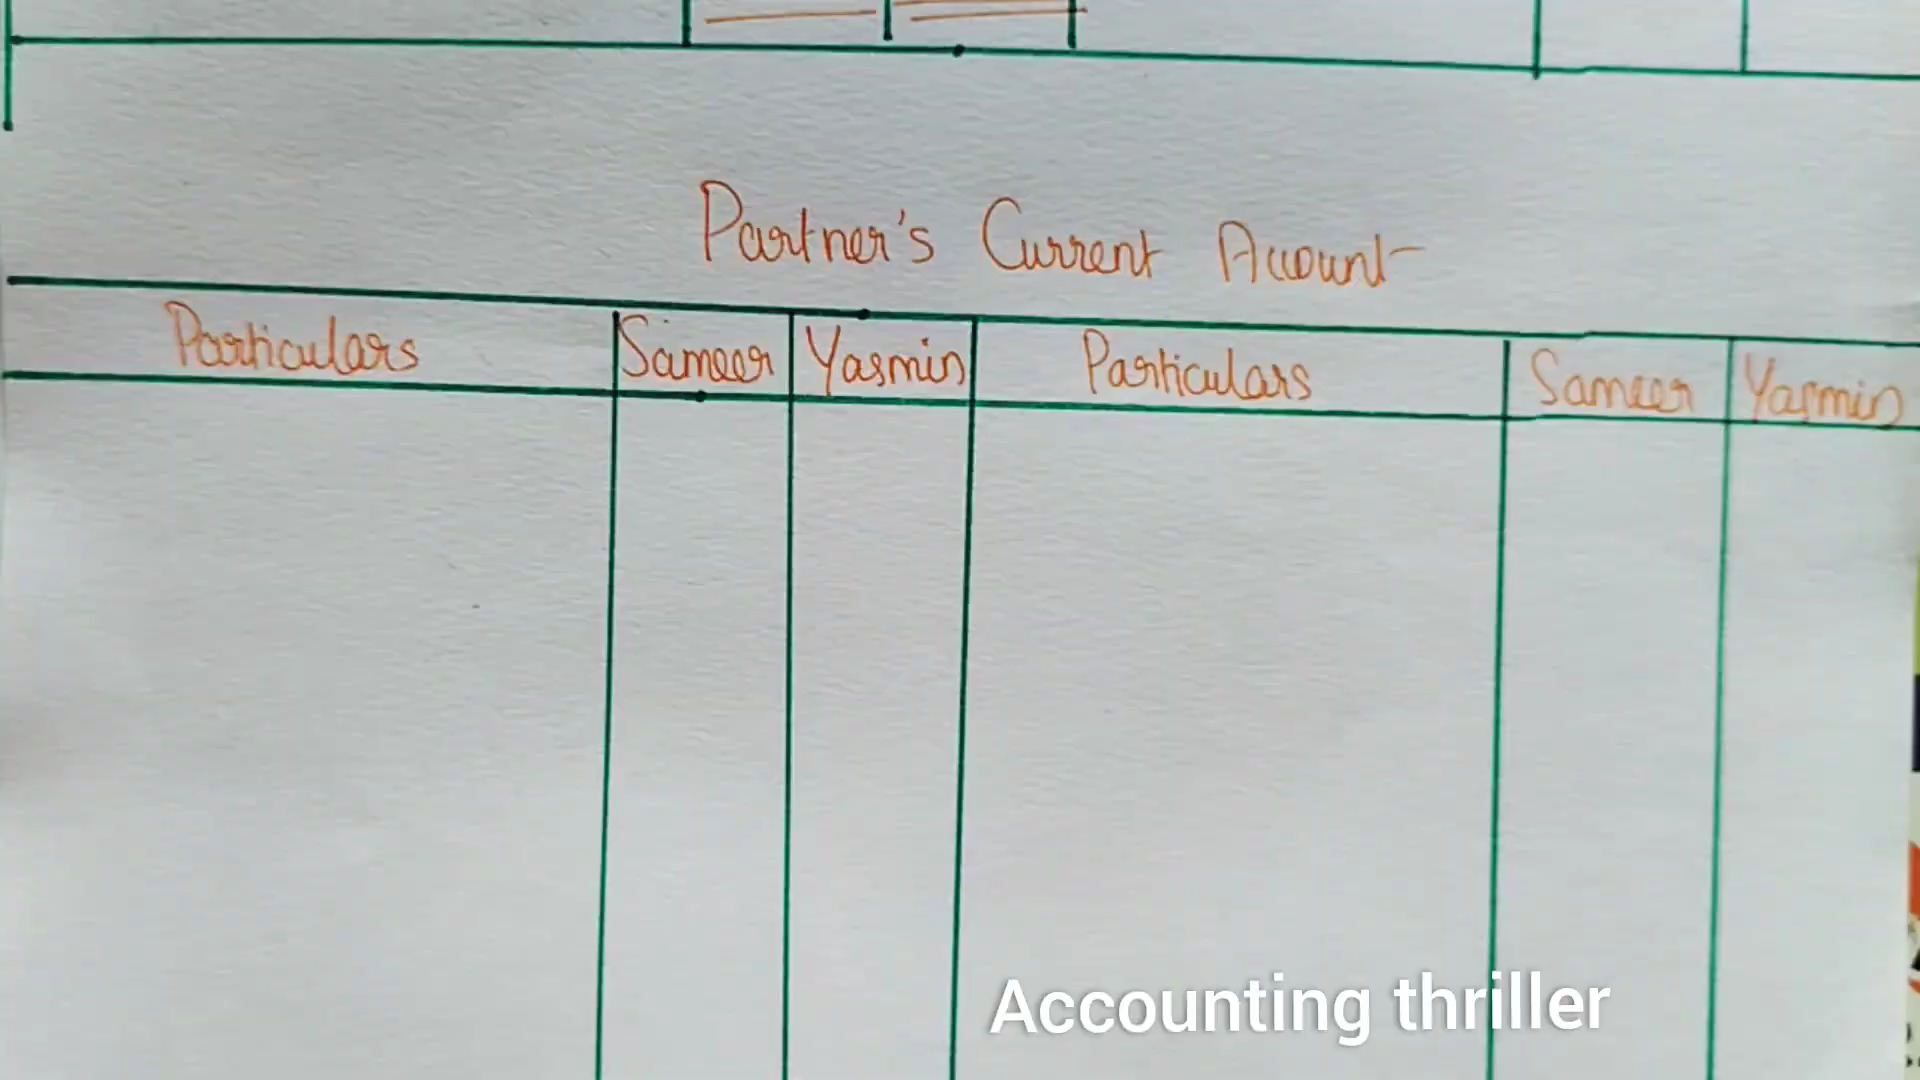 Partner's Current Account
Particulars Sameer Yasmin Particulars Sameer Yasmin
Accounting thriller